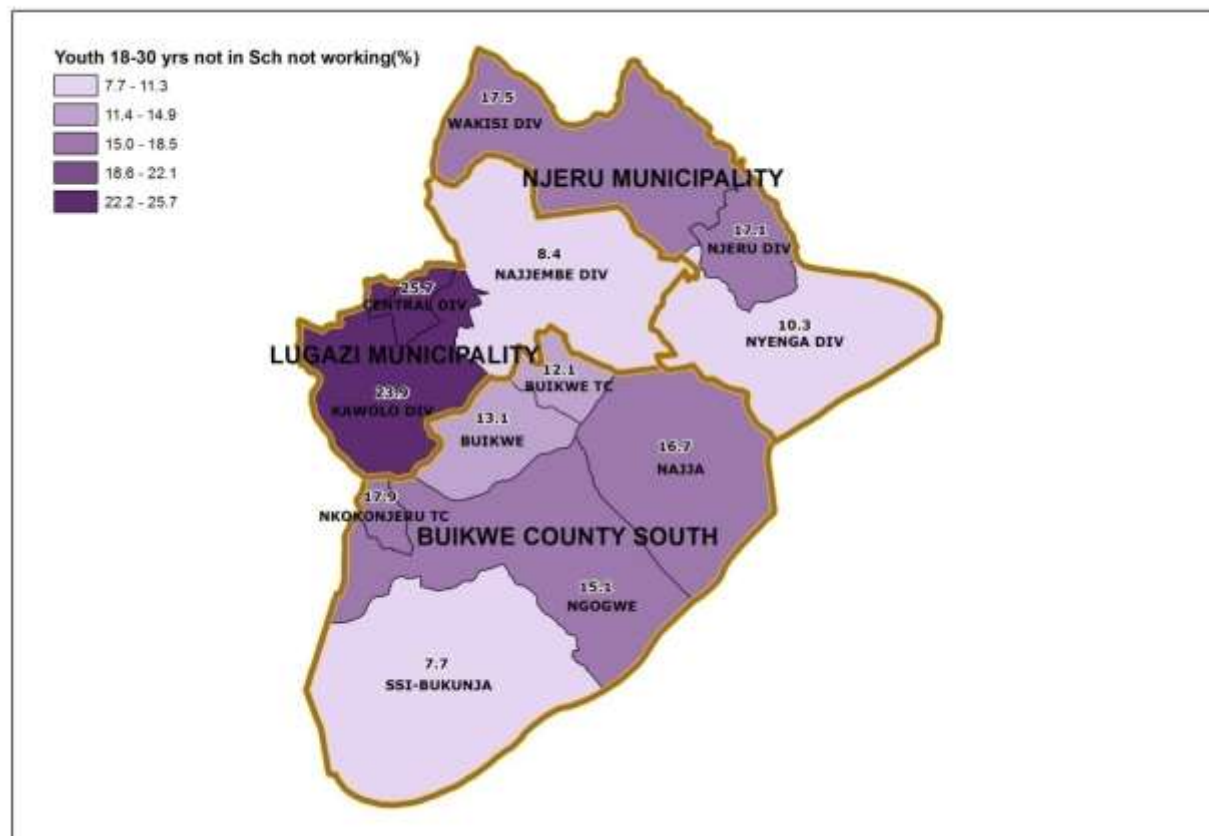 Youth 18-30 yrs not in Sch not working(%)
7.7 - 11.3
11.4 - 14.9
15.0 - 18.5
18.6 - 22.1
22.2 - 25.7
17.5
WAKISI DIV
NJERU MUNICIPALITY
17.1
NJERU DIV
8.4
NAJJEMBE DIV
25.7
CENTRAL DIV
10.3
NYENGA DIV
LUGAZI MUNICIPALITY
12.1
BUIKWE TC
23.9
KAWOLO DIV
13.1
BUIKWE
16.7
NAJJA
17.9
NKOKONJERU TC
BUIKWE COUNTY SOUTH
15.1
NGOGWE
7.7
SSI-BUKUNJA